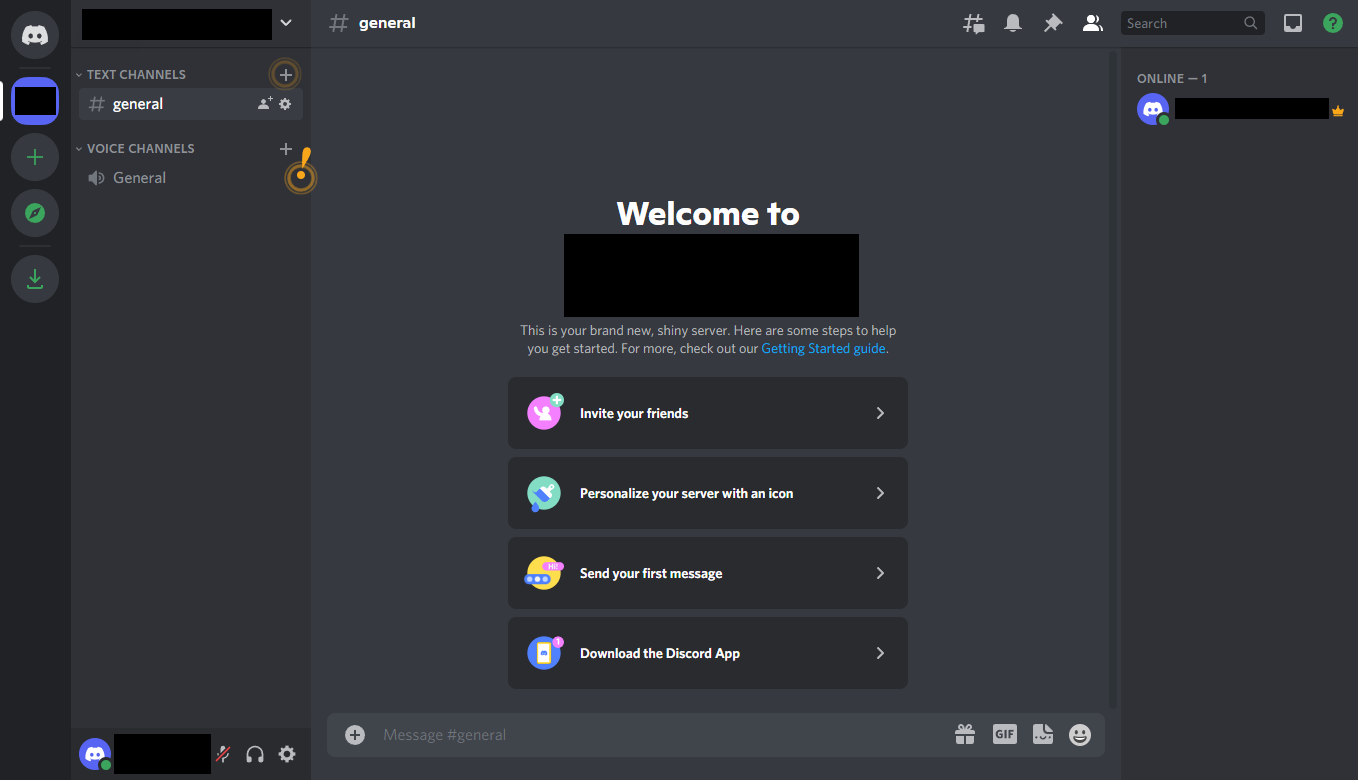 general
Search
TEXT CHANNELS
general
VOICE CHANNELS
General
Welcome to
This is your brand new, shiny server. Here are some steps to help
you get started. For more, check out our Getting Started guide.
Invite your friends
Personalize your server with an icon
Hi!
Send your first message
1
Download the Discord App
Message #general
GIF
ONLINE — 1